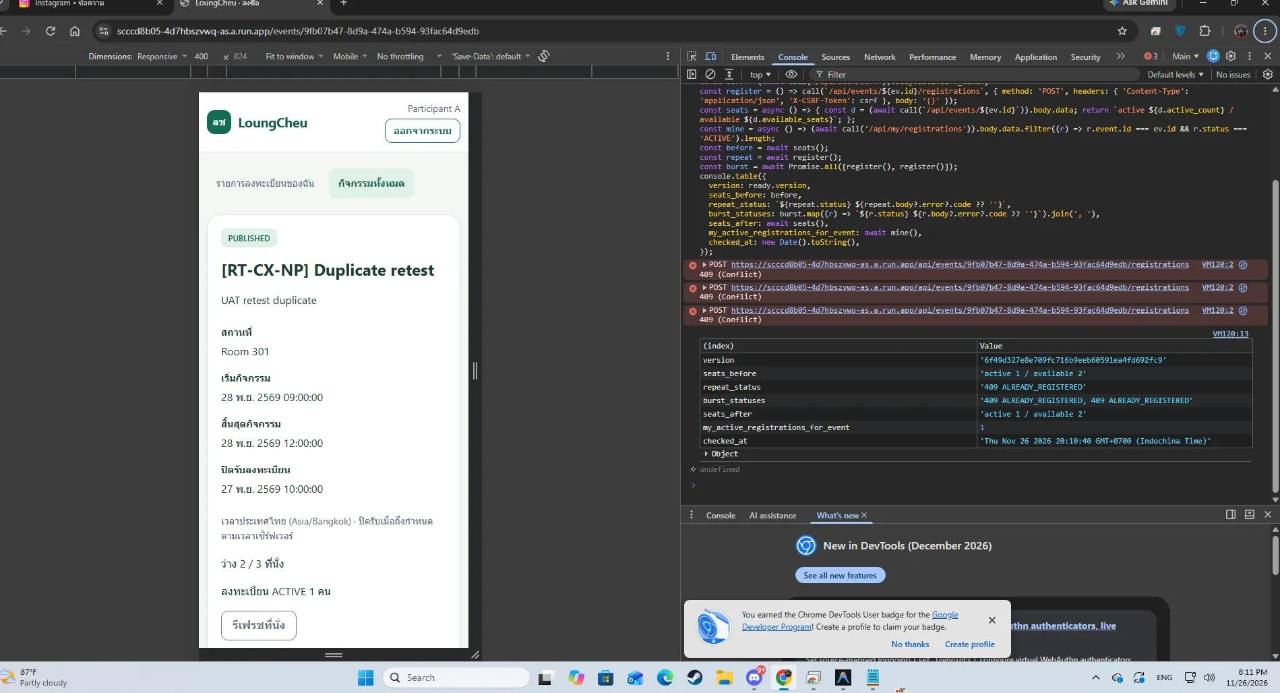 Instagram • ข้อความ
LoungCheu · ลงชื่อ
Ask Gemini
scccd8b05-4d7hbszvwq-as.a.run.app/events/9fb07b47-8d9a-474a-b594-93fac64d9edb
Dimensions: Responsive 400 x 824 Fit to window Mobile No throttling 'Save-Data': default
Elements Console Sources Network Performance Memory Application Security 3 Main
top Filter Default levels No issues
Participant A
ลช LoungCheu
ออกจากระบบ
รายการลงทะเบียนของฉัน กิจกรรมทั้งหมด
PUBLISHED
[RT-CX-NP] Duplicate retest
UAT retest duplicate
สถานที่
Room 301
เริ่มกิจกรรม
28 พ.ย. 2569 09:00:00
สิ้นสุดกิจกรรม
28 พ.ย. 2569 12:00:00
ปิดรับลงทะเบียน
27 พ.ย. 2569 10:00:00
เวลาประเทศไทย (Asia/Bangkok) · ปิดรับเมื่อถึงกำหนด
ตามเวลาเซิร์ฟเวอร์
ว่าง 2 / 3 ที่นั่ง
ลงทะเบียน ACTIVE 1 คน
รีเฟรชที่นั่ง
const register = () => call(`/api/events/${ev.id}/registrations`, { method: 'POST', headers: { 'Content-Type':
'application/json', 'X-CSRF-Token': csrf }, body: '{}' });
const seats = async () => { const d = (await call(`/api/events/${ev.id}`)).body.data; return `active ${d.active_count} /
available ${d.available_seats}`; };
const mine = async () => (await call('/api/my/registrations')).body.data.filter((r) => r.event.id === ev.id && r.status ===
'ACTIVE').length;
const before = await seats();
const repeat = await register();
const burst = await Promise.all([register(), register()]);
console.table({
version: ready.version,
seats_before: before,
repeat_status: `${repeat.status} ${repeat.body?.error?.code ?? ''}`,
burst_statuses: burst.map((r) => `${r.status} ${r.body?.error?.code ?? ''}`).join(', '),
seats_after: await seats(),
my_active_registrations_for_event: await mine(),
checked_at: new Date().toString(),
});
POST https://scccd8b05-4d7hbszvwq-as.a.run.app/api/events/9fb07b47-8d9a-474a-b594-93fac64d9edb/registrations VM120:2
409 (Conflict)
POST https://scccd8b05-4d7hbszvwq-as.a.run.app/api/events/9fb07b47-8d9a-474a-b594-93fac64d9edb/registrations VM120:2
409 (Conflict)
POST https://scccd8b05-4d7hbszvwq-as.a.run.app/api/events/9fb07b47-8d9a-474a-b594-93fac64d9edb/registrations VM120:2
409 (Conflict)
VM120:13
(index) Value
version '6f49d327e8e709fc716b9eeb60591ea4fd692fc9'
seats_before 'active 1 / available 2'
repeat_status '409 ALREADY_REGISTERED'
burst_statuses '409 ALREADY_REGISTERED, 409 ALREADY_REGISTERED'
seats_after 'active 1 / available 2'
my_active_registrations_for_event 1
checked_at 'Thu Nov 26 2026 20:10:40 GMT+0700 (Indochina Time)'
Object
undefined
Console AI assistance What's new
New in DevTools (December 2026)
See all new features
You earned the Chrome DevTools User badge for the Google
Developer Program! Create a profile to claim your badge.
No thanks Create profile
authenticators, live
87°F
Partly cloudy
Search
ENG
8:11 PM
11/26/2026